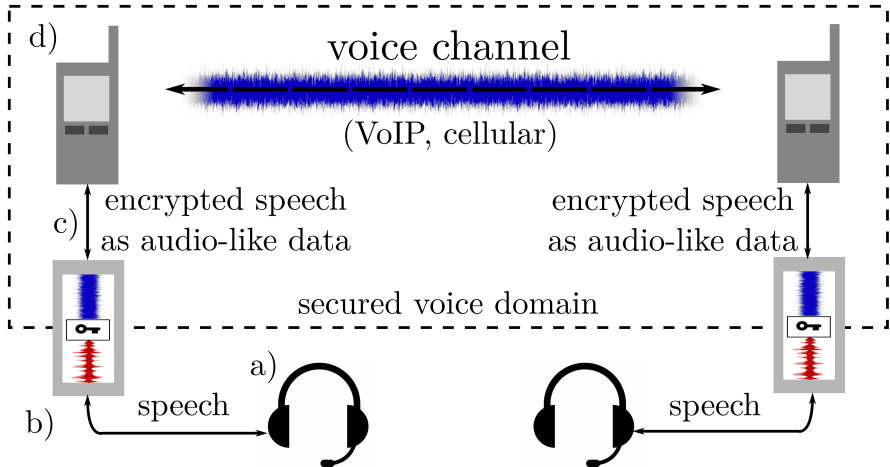 d)
voice channel
(VoIP, cellular)
c)
encrypted speech
as audio-like data
encrypted speech
as audio-like data
secured voice domain
a)
b)
speech
speech